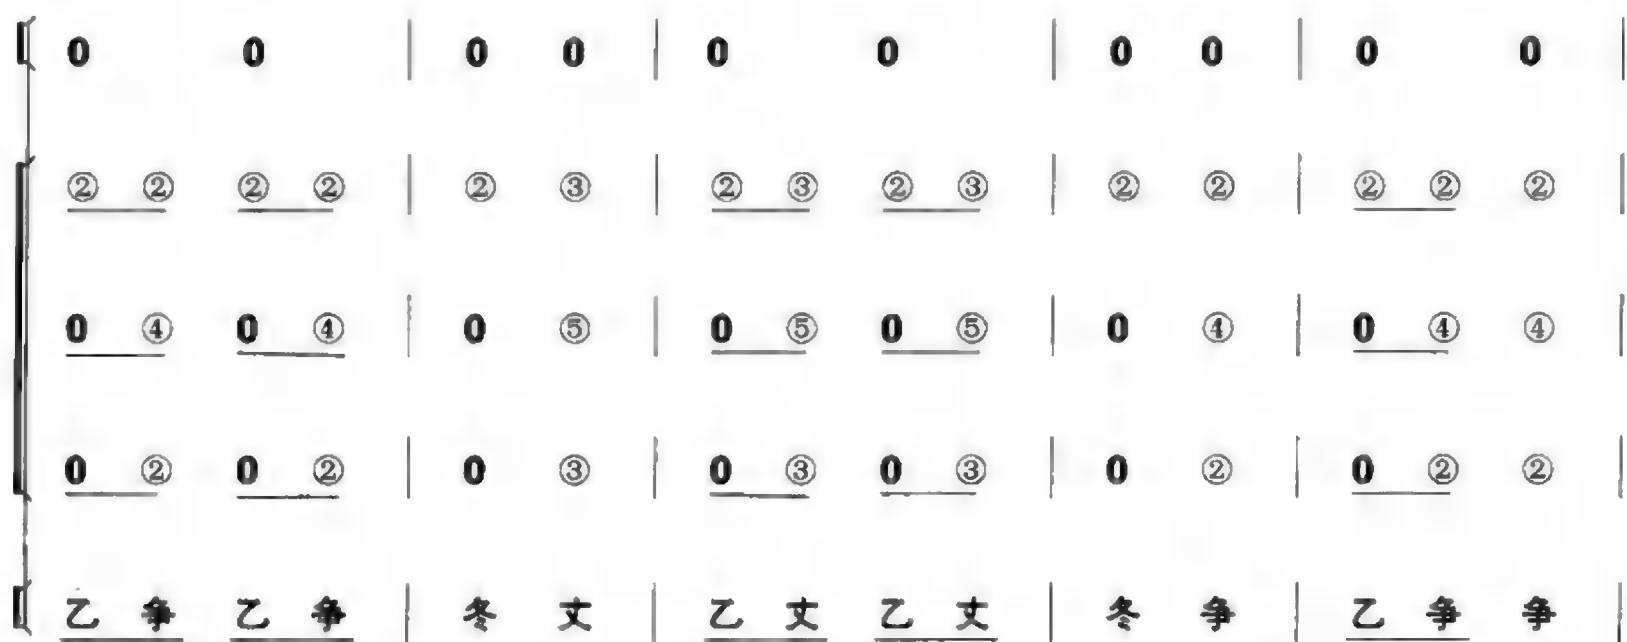 0 0 | 0 0 | 0 0 | 0 0 | 0 0 |
② ② ② ② | ② ③ | ② ③ ② ③ | ② ② | ② ② ② |
0 ④ 0 ④ | 0 ⑤ | 0 ⑤ 0 ⑤ | 0 ④ | 0 ④ ④ |
0 ② 0 ② | 0 ③ | 0 ③ 0 ③ | 0 ② | 0 ② ② |
乙 争 乙 争 | 冬 丈 | 乙 丈 乙 丈 | 冬 争 | 乙 争 争 |